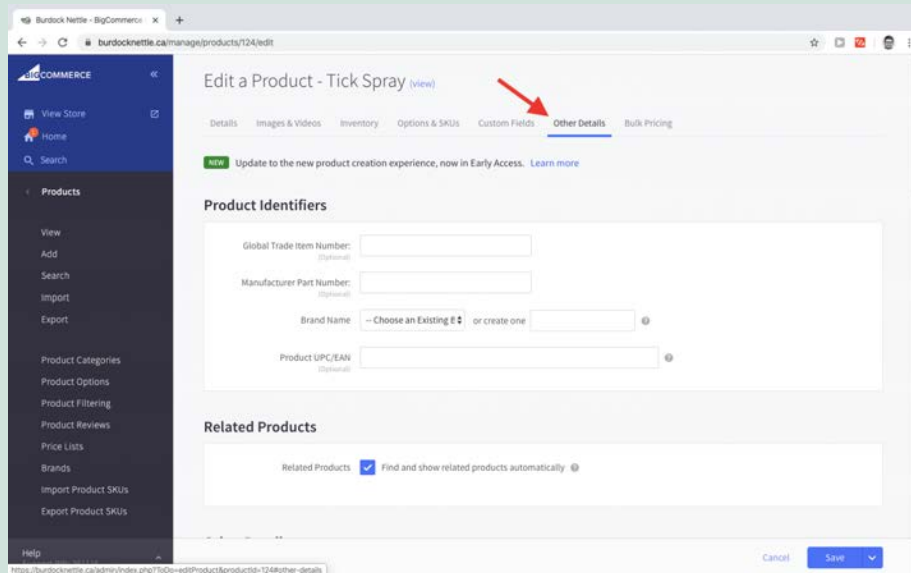 Burdock Nettle - BigCommerce
burdocknettle.ca/manage/products/124/edit
BIGCOMMERCE
View Store
Home
Search
Products
View
Add
Search
Import
Export
Product Categories
Product Options
Product Filtering
Product Reviews
Price Lists
Brands
Import Product SKUs
Export Product SKUs
Help
Edit a Product - Tick Spray (view)
Details Images & Videos Inventory Options & SKUs Custom Fields Other Details Bulk Pricing
NEW Update to the new product creation experience, now in Early Access. Learn more
Product Identifiers
Global Trade Item Number:
(Optional)
Manufacturer Part Number:
(Optional)
Brand Name -- Choose an Existing or create one
Product UPC/EAN
(Optional)
Related Products
Related Products Find and show related products automatically
Cancel Save
https://burdocknettle.ca/admin/index.php?ToDo=editProduct&productId=124#other-details